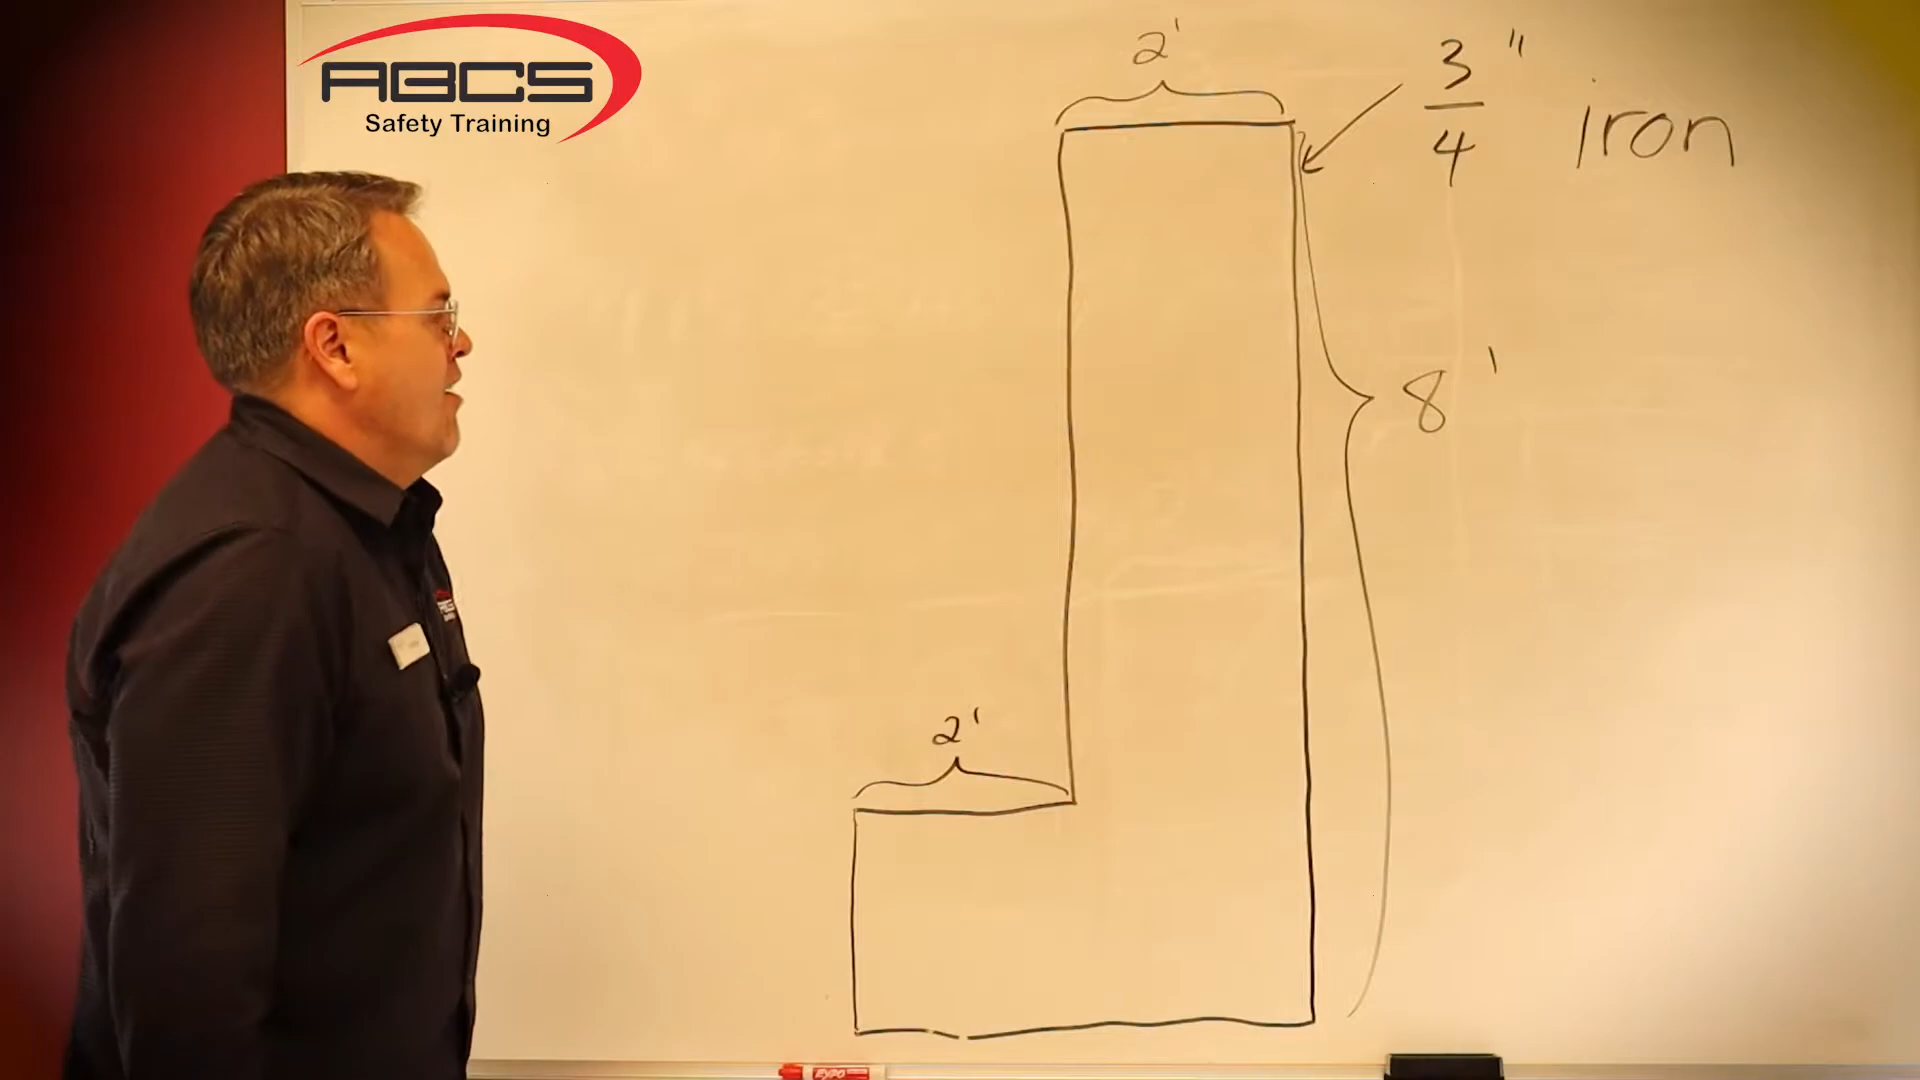 ABCS
Safety Training
2'
3/4" iron
8'
2'
EXPO